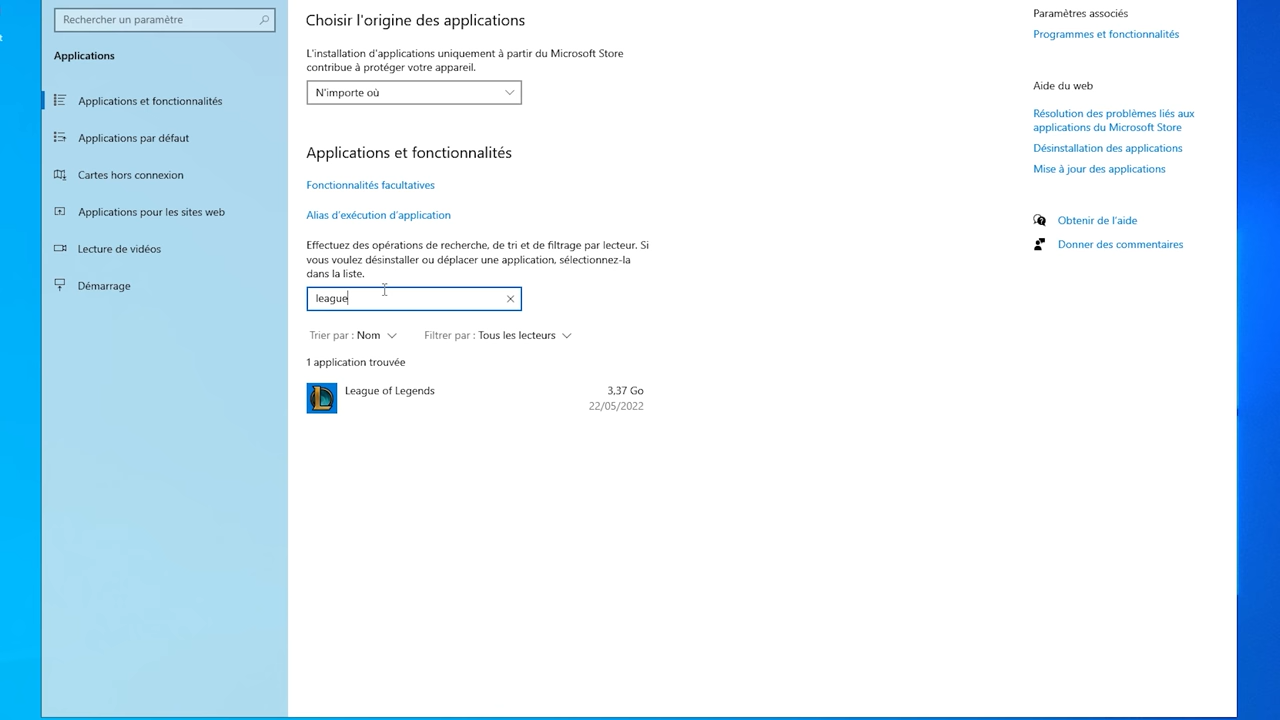 Rechercher un paramètre
Applications
Applications et fonctionnalités
Applications par défaut
Cartes hors connexion
Applications pour les sites web
Lecture de vidéos
Démarrage
Choisir l'origine des applications
L'installation d'applications uniquement à partir du Microsoft Store
contribue à protéger votre appareil.
N'importe où
Applications et fonctionnalités
Fonctionnalités facultatives
Alias d'exécution d'application
Effectuez des opérations de recherche, de tri et de filtrage par lecteur. Si
vous voulez désinstaller ou déplacer une application, sélectionnez-la
dans la liste.
league
Trier par : Nom
Filtrer par : Tous les lecteurs
1 application trouvée
League of Legends
3,37 Go
22/05/2022
Paramètres associés
Programmes et fonctionnalités
Aide du web
Résolution des problèmes liés aux
applications du Microsoft Store
Désinstallation des applications
Mise à jour des applications
Obtenir de l'aide
Donner des commentaires